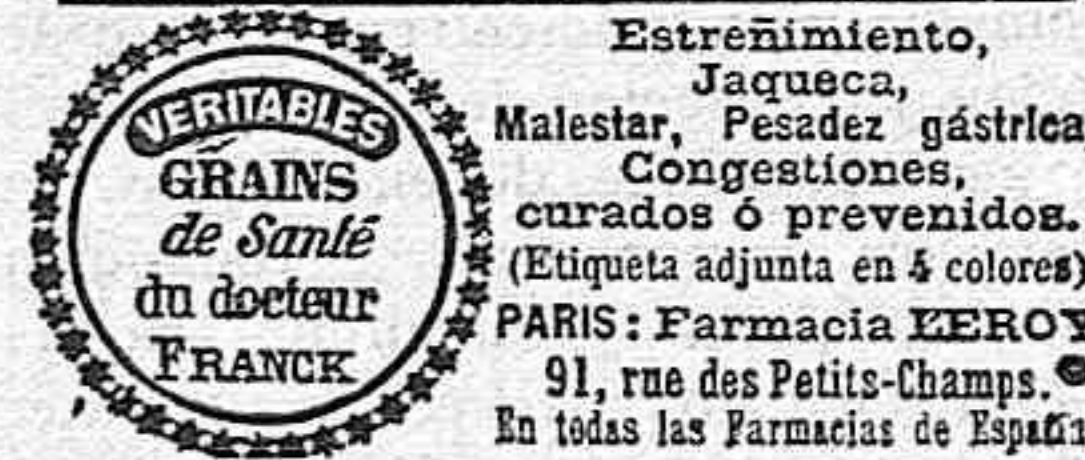 VERITABLES
GRAINS
de Santé
du docteur
FRANCK
Estreñimiento,
Jaqueca,
Malestar, Pesadez gástrica,
Congestiones,
curados ó prevenidos.
(Etiqueta adjunta en 4 colores)
PARIS: Farmacia LEROY
91, rue des Petits-Champs.
En todas las Farmacias de España